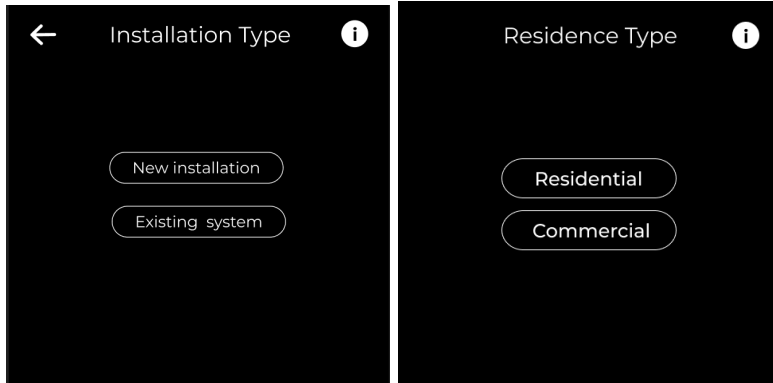 Installation Type i
New installation
Existing system
Residence Type i
Residential
Commercial